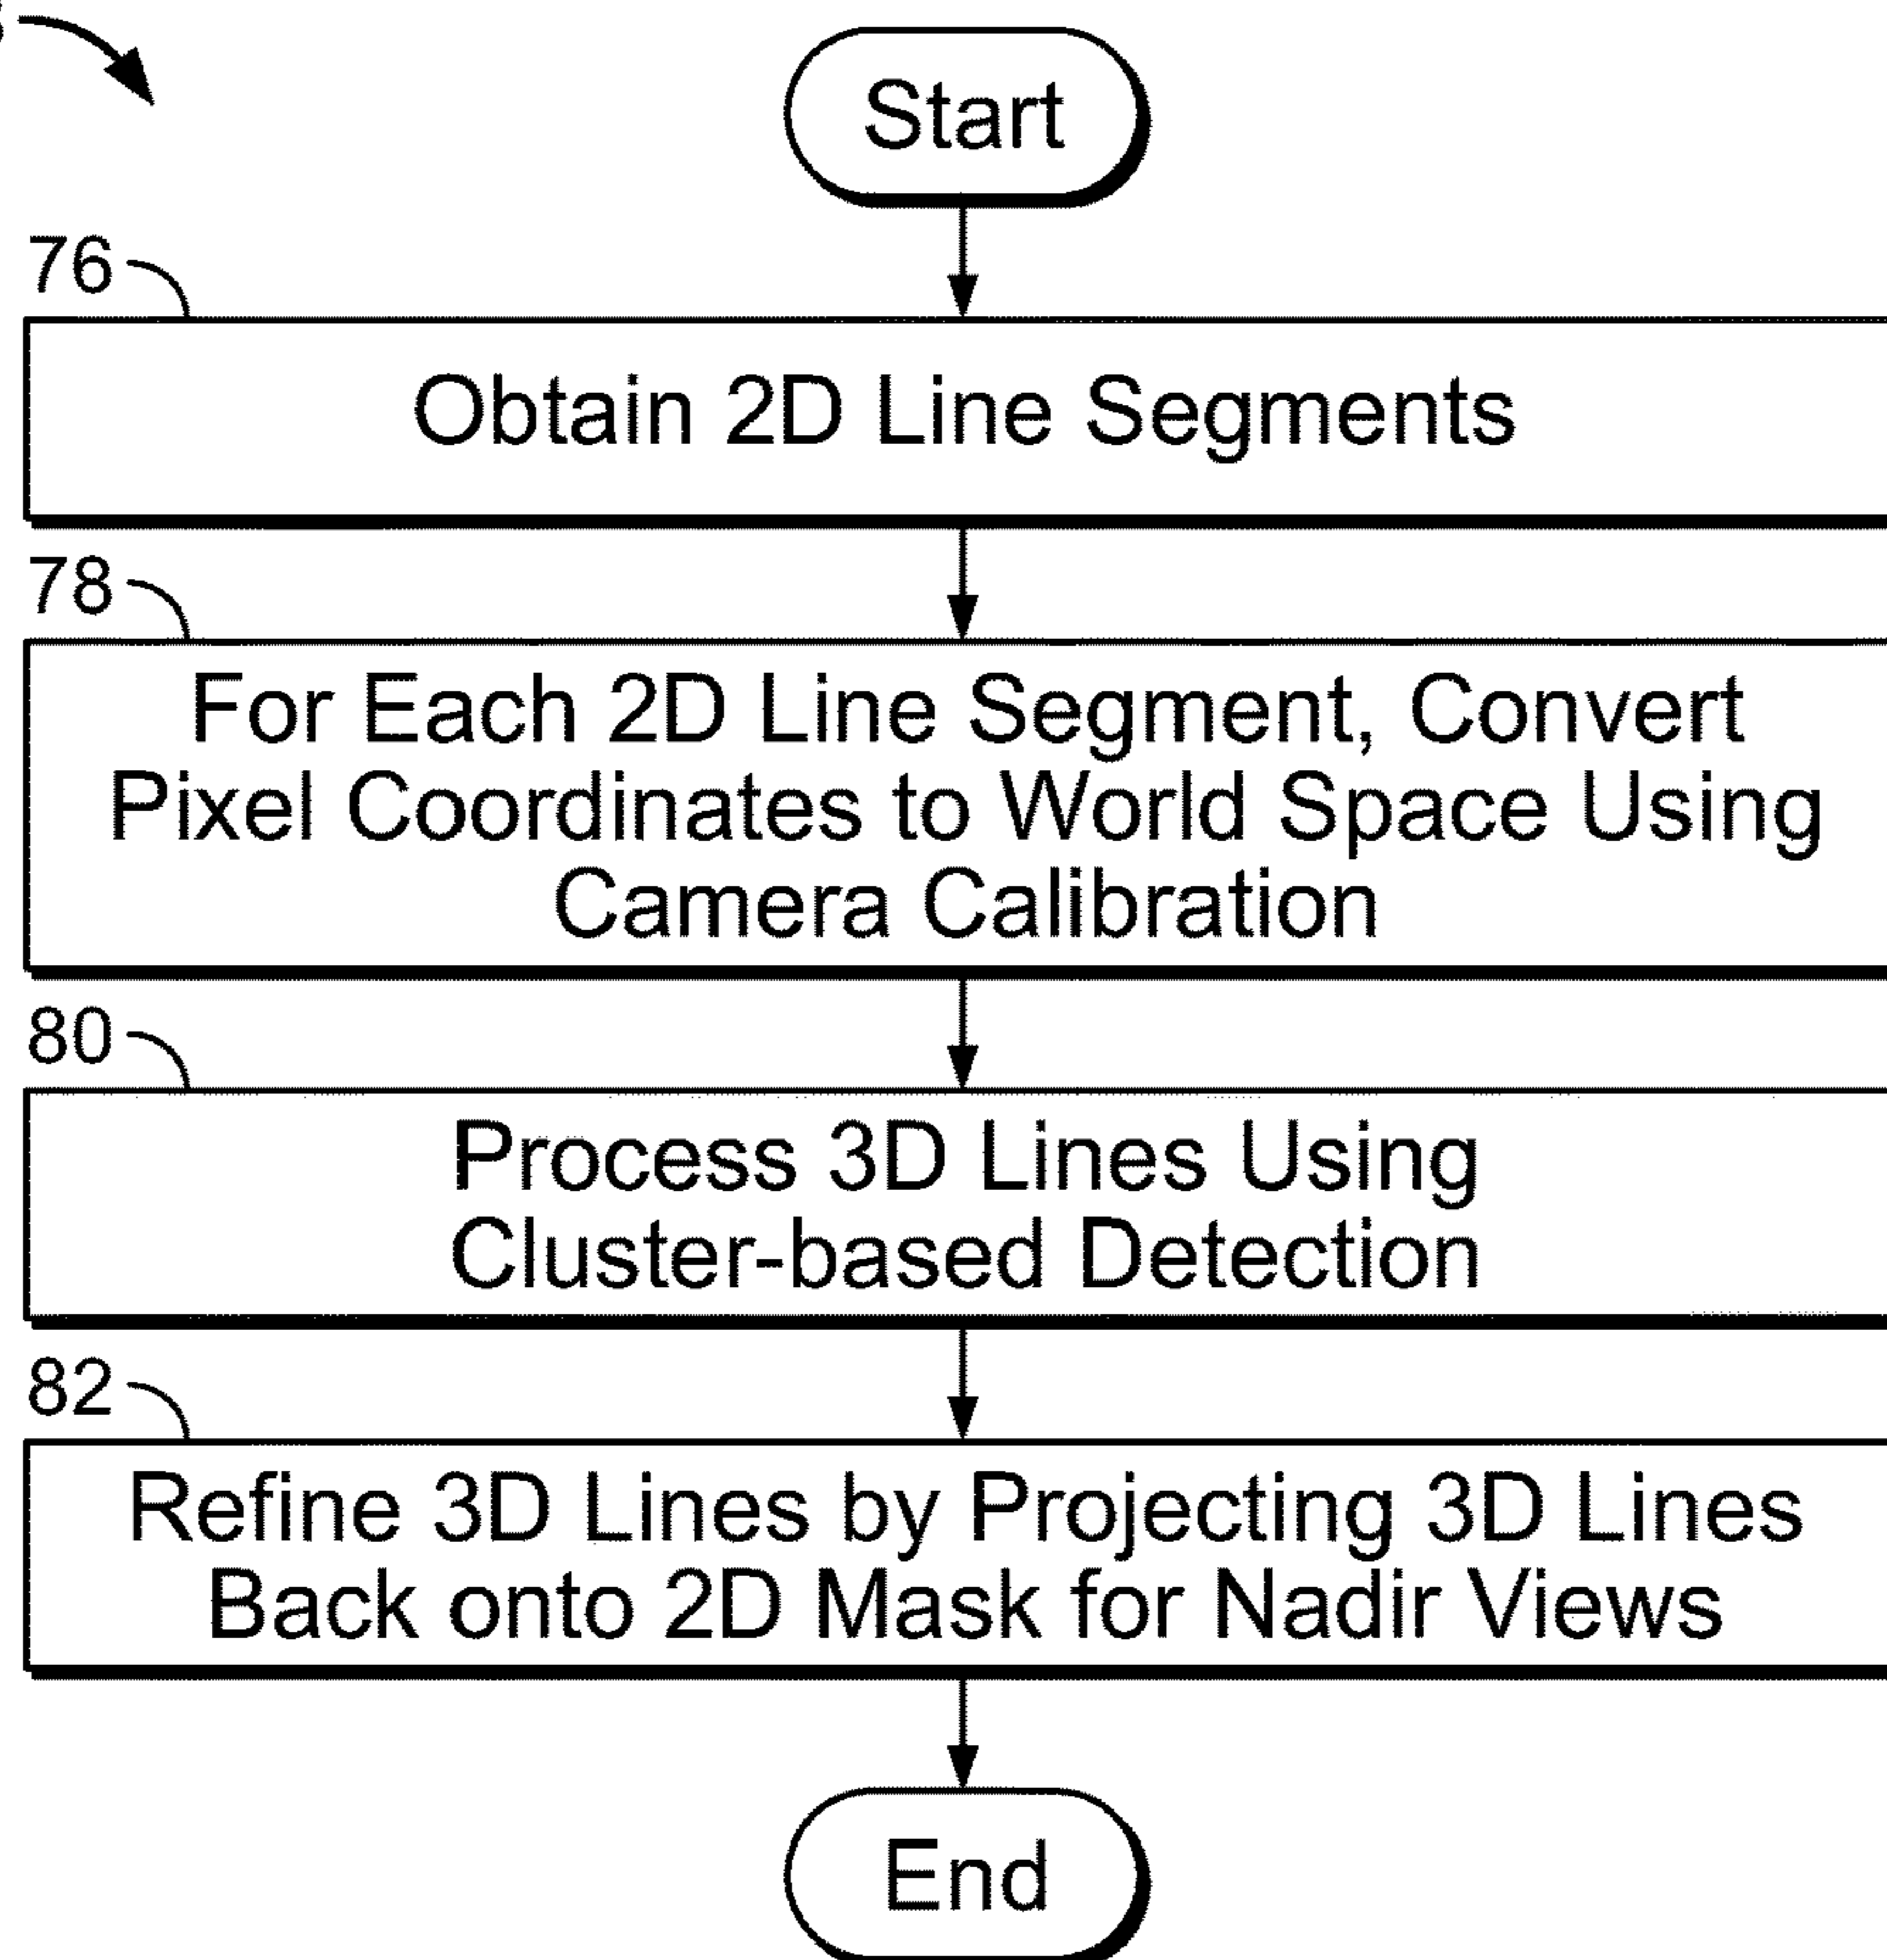 Start
76
Obtain 2D Line Segments
78
For Each 2D Line Segment, Convert
Pixel Coordinates to World Space Using
Camera Calibration
80
Process 3D Lines Using
Cluster-based Detection
82
Refine 3D Lines by Projecting 3D Lines
Back onto 2D Mask for Nadir Views
End